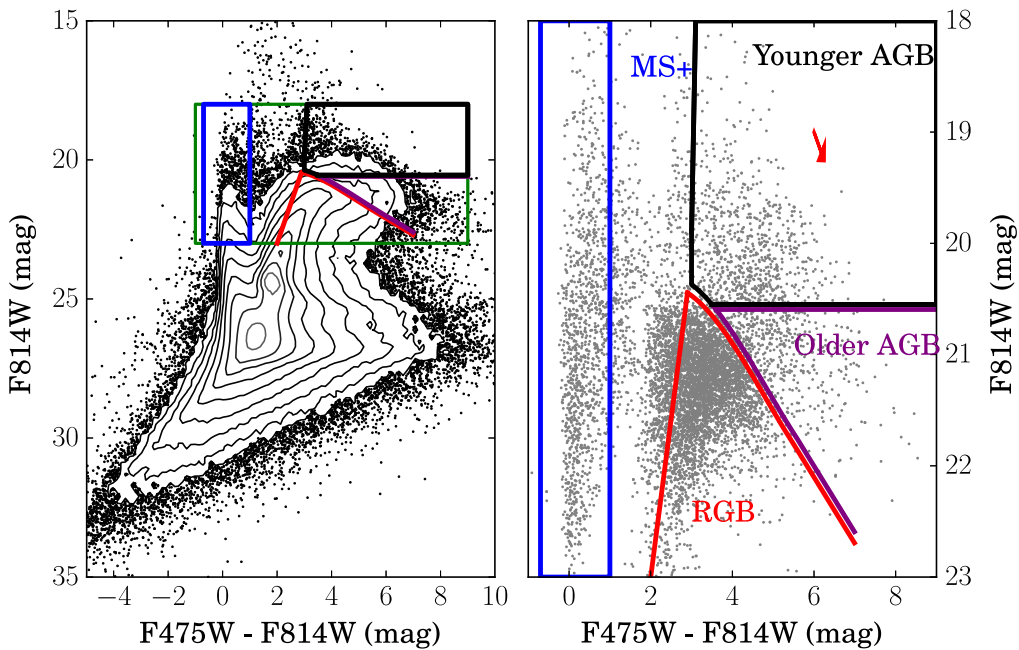 15
20
25
30
35
F814W (mag)
−4 −2 0 2 4 6 8 10
F475W - F814W (mag)
MS+
Younger AGB
Older AGB
RGB
18
19
20
21
22
23
F814W (mag)
0 2 4 6 8
F475W - F814W (mag)